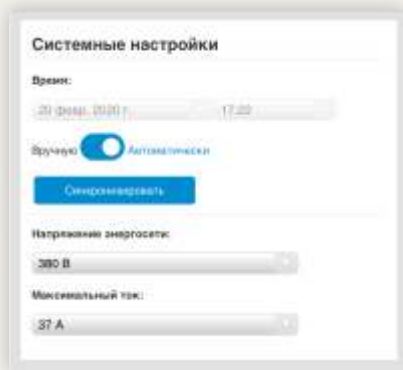 Системные настройки
Время:
20 февр. 2020 г. 17:22
Вручную Автоматически
Синхронизировать
Напряжение энергосети:
380 В
Максимальный ток:
37 А